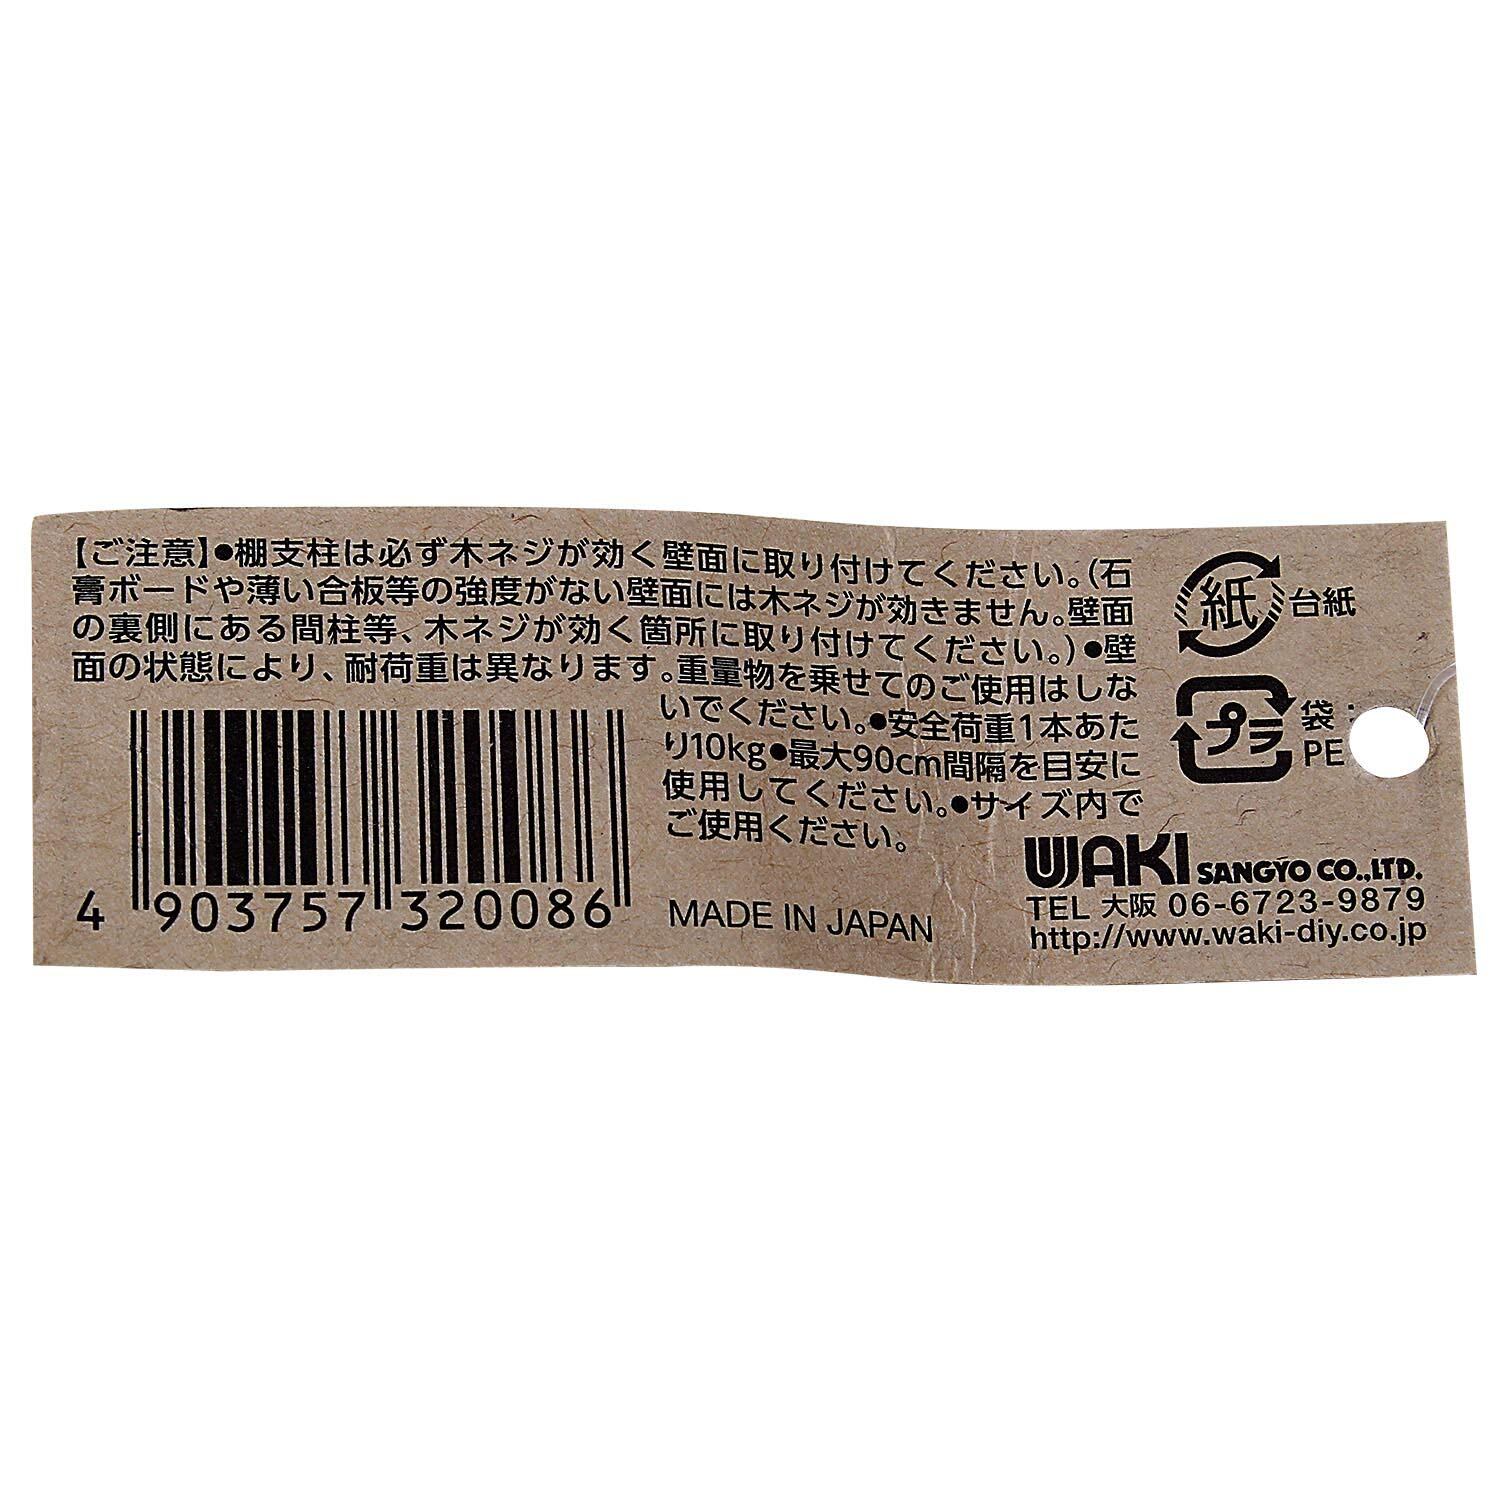 【ご注意】●棚支柱は必ず木ネジが効く壁面に取り付けてください。(石
膏ボードや薄い合板等の強度がない壁面には木ネジが効きません。壁面
の裏側にある間柱等、木ネジが効く箇所に取り付けてください。)●壁
面の状態により、耐荷重は異なります。重量物を乗せてのご使用はしな
いでください。●安全荷重1本あた
り10kg●最大90cm間隔を目安に
使用してください。●サイズ内で
ご使用ください。
4 903757 320086
MADE IN JAPAN
紙 台紙
プラ 袋:
PE
WAKI SANGYO CO.,LTD.
TEL 大阪 06-6723-9879
http://www.waki-diy.co.jp